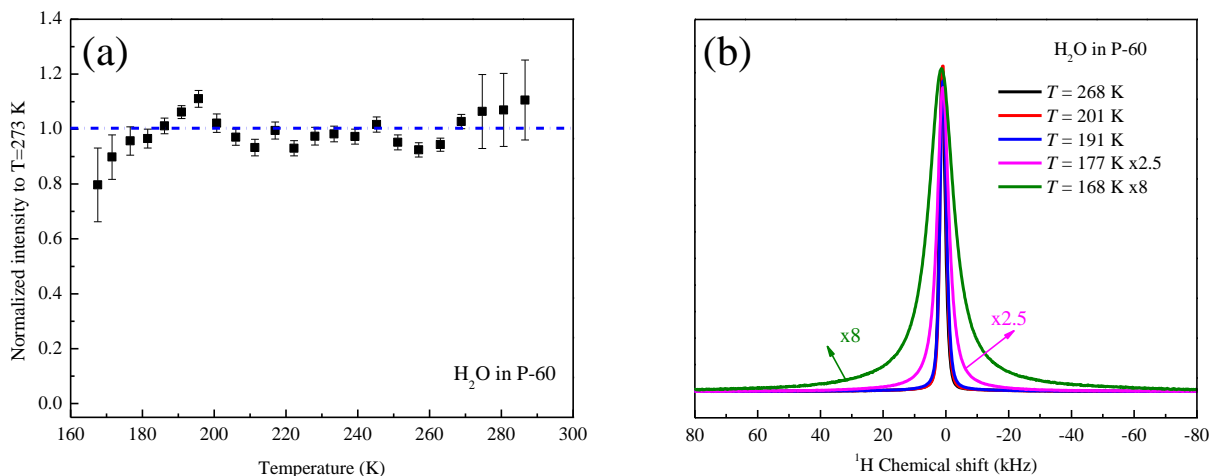 (a)
Normalized intensity to T=273 K
1.4
1.2
1.0
0.8
0.6
0.4
0.2
0.0
H₂O in P-60
160 180 200 220 240 260 280 300
Temperature (K)
(b)
H₂O in P-60
T = 268 K
T = 201 K
T = 191 K
T = 177 K x2.5
T = 168 K x8
x8
x2.5
80 60 40 20 0 -20 -40 -60 -80
¹H Chemical shift (kHz)